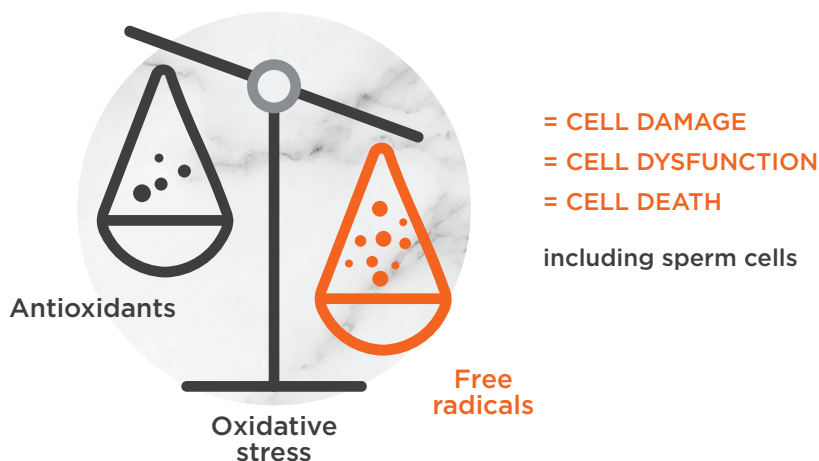 = CELL DAMAGE
= CELL DYSFUNCTION
= CELL DEATH
including sperm cells
Antioxidants
Free
radicals
Oxidative
stress